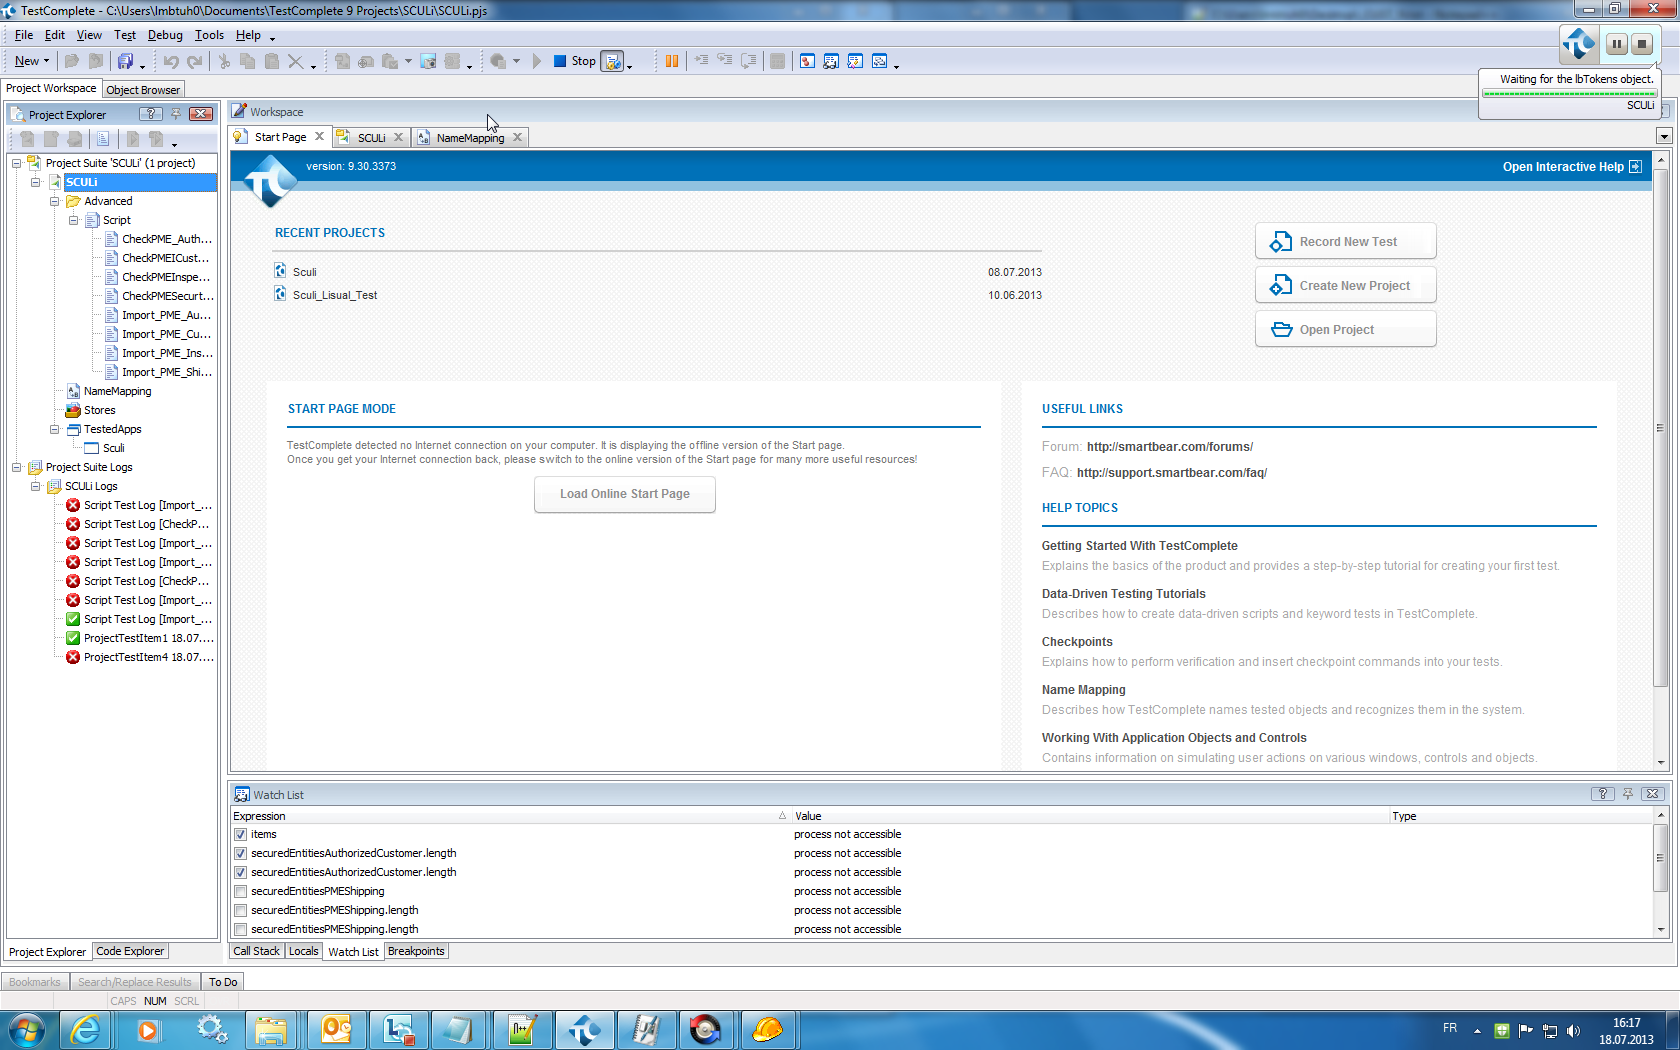 TestComplete - C:\Users\lmbtuh0\Documents\TestComplete 9 Projects\SCULi\SCULi.pjs
File Edit View Test Debug Tools Help
New
Stop
Waiting for the lbTokens object.
SCULi
Project Workspace Object Browser
Project Explorer
Workspace
Start Page SCULi NameMapping
Project Suite 'SCULi' (1 project)
SCULi
Advanced
Script
CheckPME_Auth...
CheckPMEICust...
CheckPMEInspe...
CheckPMESecurt...
Import_PME_Au...
Import_PME_Cu...
Import_PME_Ins...
Import_PME_Shi...
NameMapping
Stores
TestedApps
Sculi
Project Suite Logs
SCULi Logs
Script Test Log [Import_...
Script Test Log [CheckP...
Script Test Log [Import_...
Script Test Log [Import_...
Script Test Log [CheckP...
Script Test Log [Import_...
Script Test Log [Import_...
ProjectTestItem1 18.07....
ProjectTestItem4 18.07....
version: 9.30.3373
Open Interactive Help
RECENT PROJECTS
Sculi 08.07.2013
Sculi_Lisual_Test 10.06.2013
Record New Test
Create New Project
Open Project
START PAGE MODE
TestComplete detected no Internet connection on your computer. It is displaying the offline version of the Start page.
Once you get your Internet connection back, please switch to the online version of the Start page for many more useful resources!
Load Online Start Page
USEFUL LINKS
Forum: http://smartbear.com/forums/
FAQ: http://support.smartbear.com/faq/
HELP TOPICS
Getting Started With TestComplete
Explains the basics of the product and provides a step-by-step tutorial for creating your first test.
Data-Driven Testing Tutorials
Describes how to create data-driven scripts and keyword tests in TestComplete.
Checkpoints
Explains how to perform verification and insert checkpoint commands into your tests.
Name Mapping
Describes how TestComplete names tested objects and recognizes them in the system.
Working With Application Objects and Controls
Contains information on simulating user actions on various windows, controls and objects.
Watch List
Expression Value Type
items process not accessible
securedEntitiesAuthorizedCustomer.length process not accessible
securedEntitiesAuthorizedCustomer.length process not accessible
securedEntitiesPMEShipping process not accessible
securedEntitiesPMEShipping.length process not accessible
securedEntitiesPMEShipping.length process not accessible
Project Explorer Code Explorer
Call Stack Locals Watch List Breakpoints
Bookmarks Search/Replace Results To Do
CAPS NUM SCRL
FR
16:17
18.07.2013